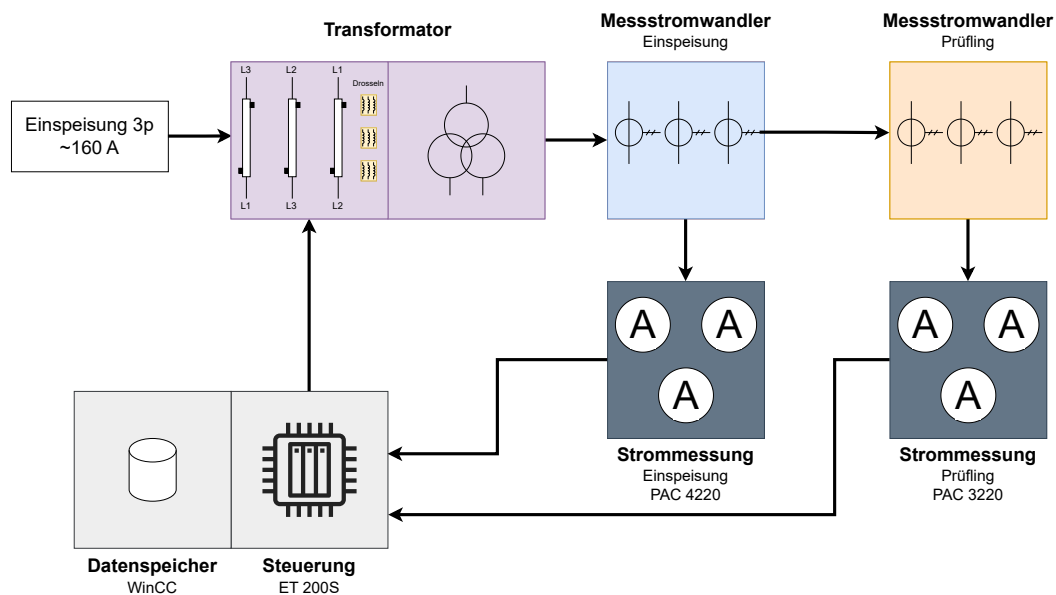 Transformator
Messstromwandler
Einspeisung
Messstromwandler
Prüfling
L3
L2
L1
Drosseln
Einspeisung 3p
~160 A
L1
L3
L2
A
A
A
A
A
A
Strommessung
Einspeisung
PAC 4220
Strommessung
Prüfling
PAC 3220
Datenspeicher
WinCC
Steuerung
ET 200S